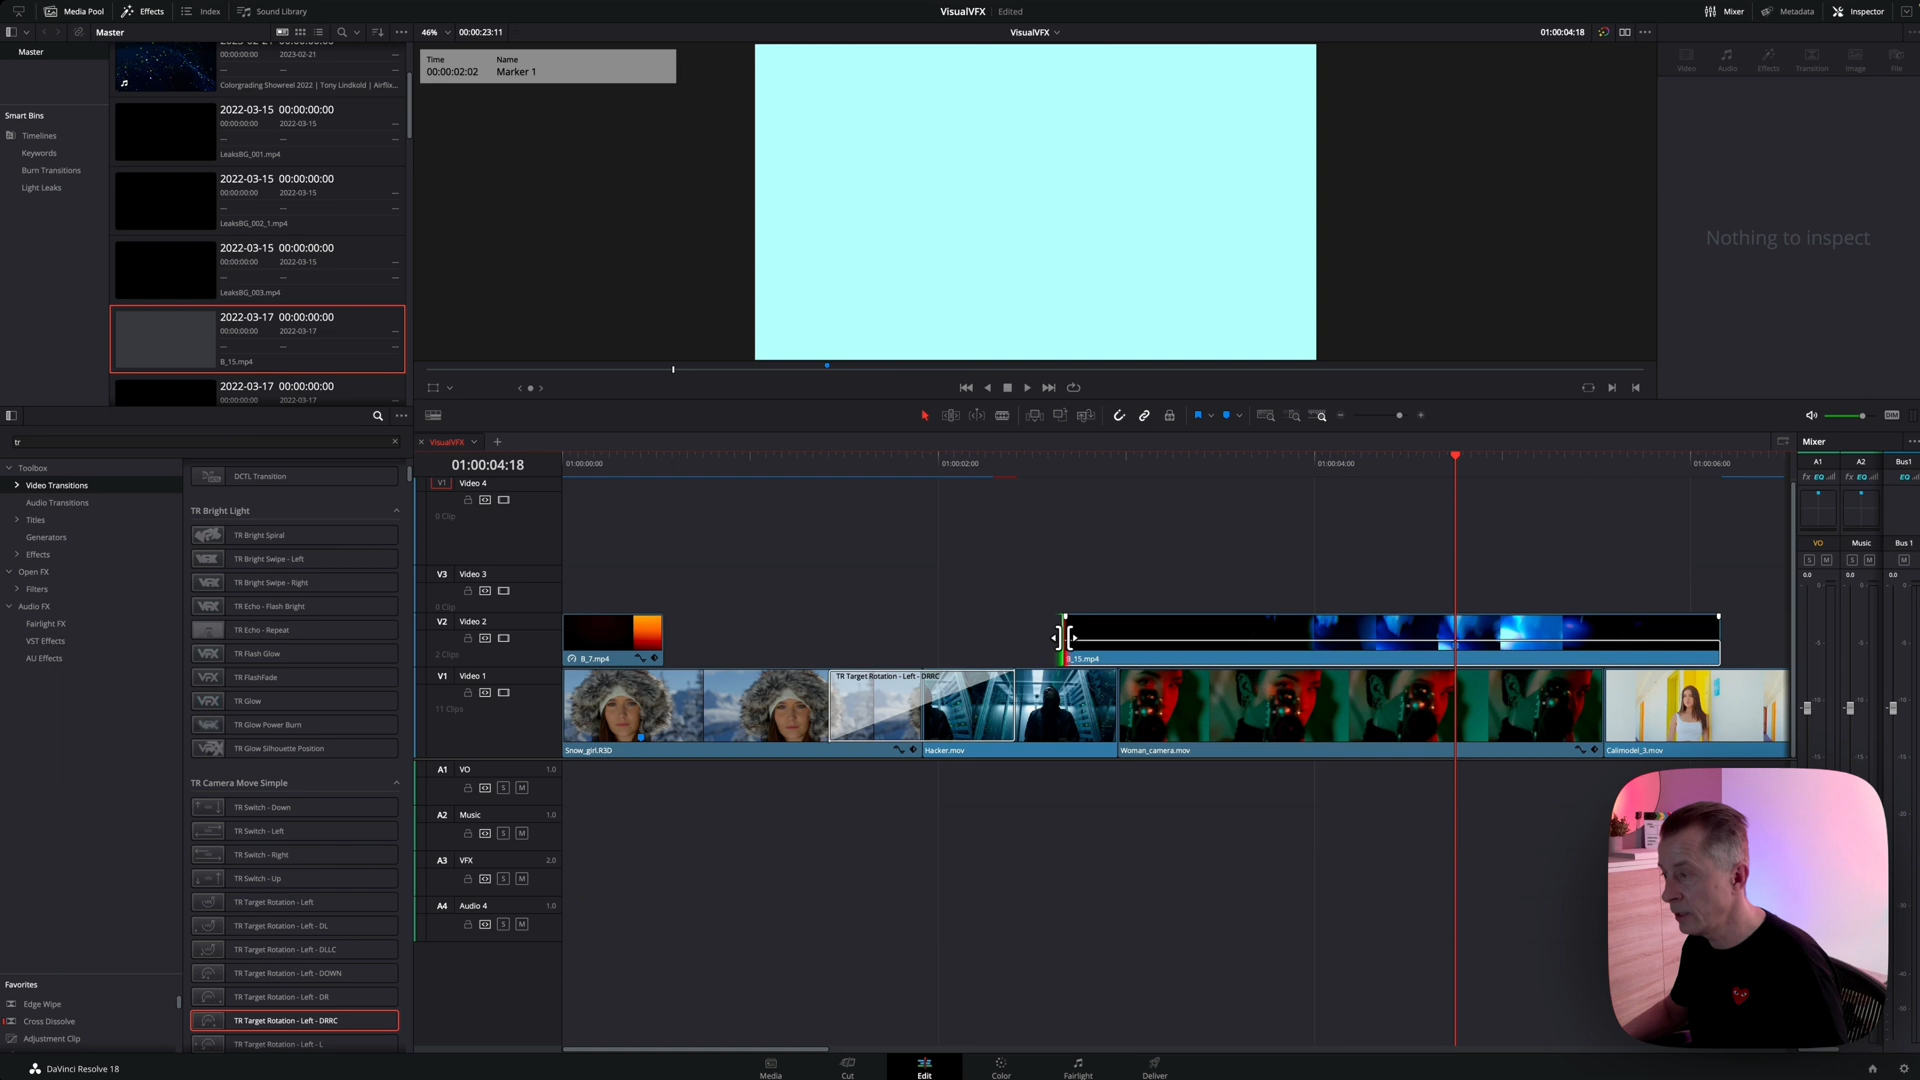 Media Pool
Effects
Index
Sound Library
VisualVFX
Edited
Mixer
Metadata
Inspector
Master
46%
00:00:23:11
VisualVFX
01:00:04:18
Master
Smart Bins
Timelines
Keywords
Burn Transitions
Light Leaks
00:00:00:00 2023-02-21
Colorgrading Showreel 2022 | Tony Lindkold | Airflix...
2022-03-15 00:00:00:00
00:00:00:00 2022-03-15
LeaksBG_001.mp4
2022-03-15 00:00:00:00
00:00:00:00 2022-03-15
LeaksBG_002_1.mp4
2022-03-15 00:00:00:00
00:00:00:00 2022-03-15
LeaksBG_003.mp4
2022-03-17 00:00:00:00
00:00:00:00 2022-03-17
B_15.mp4
2022-03-17 00:00:00:00
00:00:00:00 2022-03-17
Time Name
00:00:02:02 Marker 1
Video
Audio
Effects
Transition
Image
File
Nothing to inspect
tr
Toolbox
Video Transitions
Audio Transitions
Titles
Generators
Effects
Open FX
Filters
Audio FX
Fairlight FX
VST Effects
AU Effects
Favorites
Edge Wipe
Cross Dissolve
Adjustment Clip
DCTL Transition
TR Bright Light
TR Bright Spiral
TR Bright Swipe - Left
TR Bright Swipe - Right
TR Echo - Flash Bright
TR Echo - Repeat
TR Flash Glow
TR FlashFade
TR Glow
TR Glow Power Burn
TR Glow Silhouette Position
TR Camera Move Simple
TR Switch - Down
TR Switch - Left
TR Switch - Right
TR Switch - Up
TR Target Rotation - Left
TR Target Rotation - Left - DL
TR Target Rotation - Left - DLLC
TR Target Rotation - Left - DOWN
TR Target Rotation - Left - DR
TR Target Rotation - Left - DRRC
TR Target Rotation - Left - L
DIM
VisualVFX
01:00:04:18
01:00:00:00
01:00:02:00
01:00:04:00
01:00:06:00
V1 Video 4
0 Clip
V3 Video 3
0 Clip
V2 Video 2
2 Clips
B_7.mp4
B_15.mp4
V1 Video 1
11 Clips
TR Target Rotation - Left - DRRC
Snow_girl.R3D
Hacker.mov
Woman_camera.mov
Calimodel_3.mov
A1 VO 1.0
S M
A2 Music 1.0
S M
A3 VFX 2.0
S M
A4 Audio 4 1.0
S M
Mixer
A1 A2 Bus1
fx EQ fx EQ EQ
VO Music Bus 1
S M S M M
0.0 0.0 0.0
DaVinci Resolve 18
Media
Cut
Edit
Color
Fairlight
Deliver